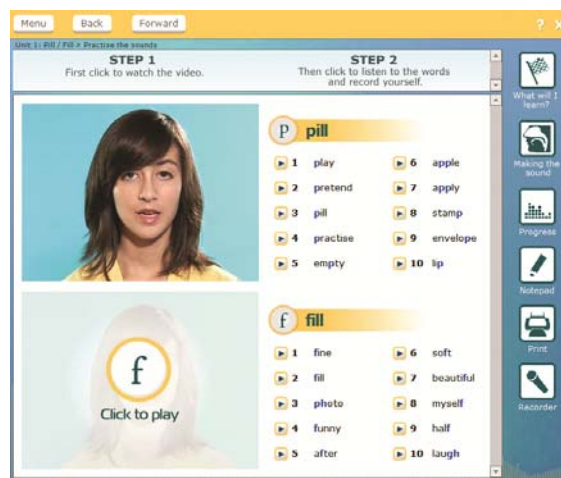 Menu Back Forward ?
Unit 1: Pill / Fill > Practise the sounds
STEP 1
First click to watch the video.
STEP 2
Then click to listen to the words
and record yourself.
What will I
learn?
Making the
sound
Progress
Notepad
Print
Recorder
p pill
1 play
2 pretend
3 pill
4 practise
5 empty
6 apple
7 apply
8 stamp
9 envelope
10 lip
f
Click to play
f fill
1 fine
2 fill
3 photo
4 funny
5 after
6 soft
7 beautiful
8 myself
9 half
10 laugh